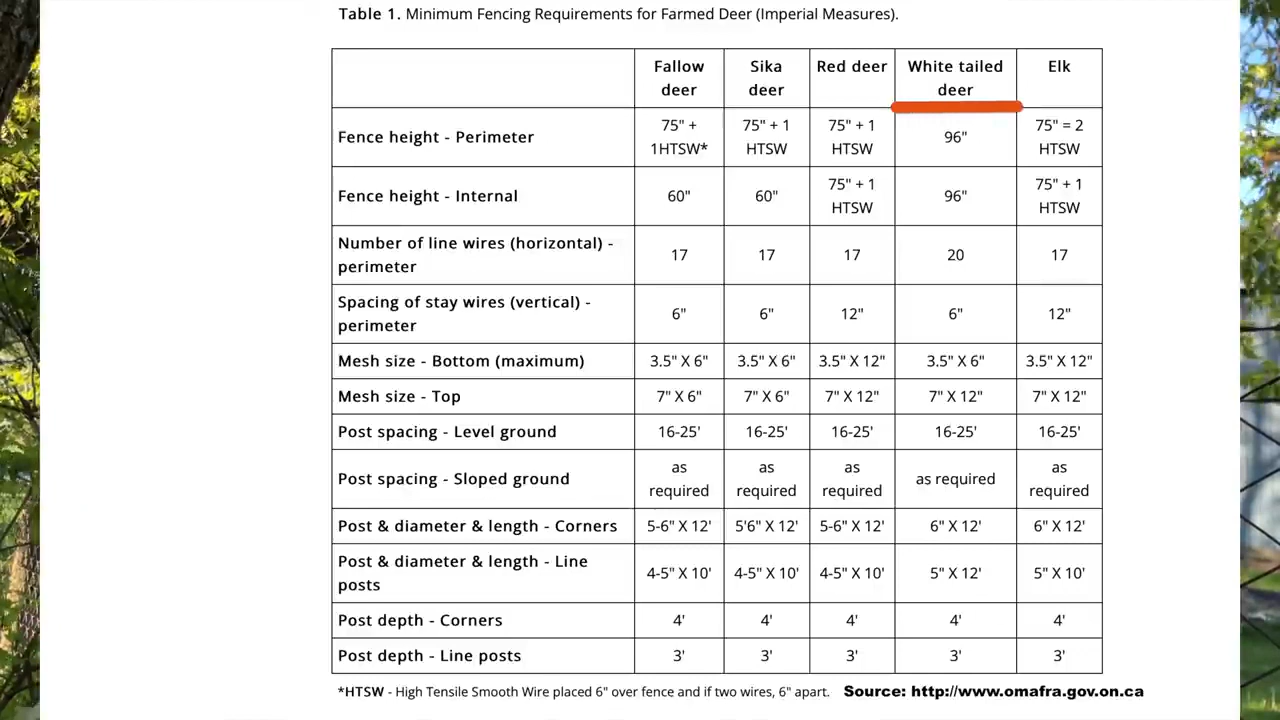 Table 1. Minimum Fencing Requirements for Farmed Deer (Imperial Measures).
Fallow deer Sika deer Red deer White tailed deer Elk
Fence height - Perimeter 75" + 1HTSW* 75" + 1 HTSW 75" + 1 HTSW 96" 75" = 2 HTSW
Fence height - Internal 60" 60" 75" + 1 HTSW 96" 75" + 1 HTSW
Number of line wires (horizontal) - perimeter 17 17 17 20 17
Spacing of stay wires (vertical) - perimeter 6" 6" 12" 6" 12"
Mesh size - Bottom (maximum) 3.5" X 6" 3.5" X 6" 3.5" X 12" 3.5" X 6" 3.5" X 12"
Mesh size - Top 7" X 6" 7" X 6" 7" X 12" 7" X 12" 7" X 12"
Post spacing - Level ground 16-25' 16-25' 16-25' 16-25' 16-25'
Post spacing - Sloped ground as required as required as required as required as required
Post & diameter & length - Corners 5-6" X 12' 5'6" X 12' 5-6" X 12' 6" X 12' 6" X 12'
Post & diameter & length - Line posts 4-5" X 10' 4-5" X 10' 4-5" X 10' 5" X 12' 5" X 10'
Post depth - Corners 4' 4' 4' 4' 4'
Post depth - Line posts 3' 3' 3' 3' 3'
*HTSW - High Tensile Smooth Wire placed 6" over fence and if two wires, 6" apart. Source: http://www.omafra.gov.on.ca